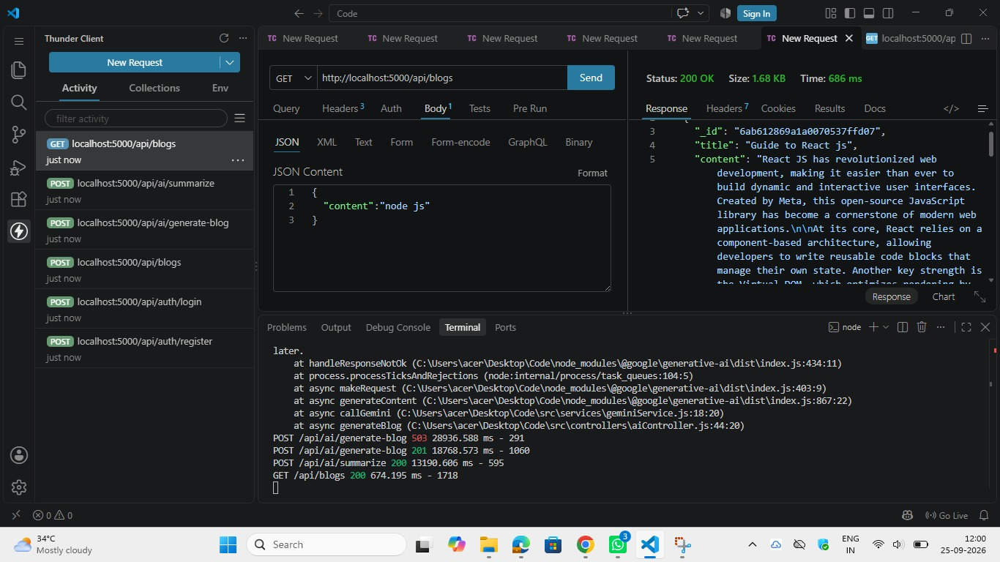 Code
Sign In
Thunder Client
New Request
Activity Collections Env
filter activity
GET localhost:5000/api/blogs
just now
POST localhost:5000/api/ai/summarize
just now
POST localhost:5000/api/ai/generate-blog
just now
POST localhost:5000/api/blogs
just now
POST localhost:5000/api/auth/login
just now
POST localhost:5000/api/auth/register
just now
TC New Request TC New Request TC New Request TC New Request TC New Request TC New Request GET localhost:5000/ap
GET http://localhost:5000/api/blogs Send
Query Headers 3 Auth Body 1 Tests Pre Run
JSON XML Text Form Form-encode GraphQL Binary
JSON Content Format
1 {
2 "content":"node js"
3 }
Status: 200 OK Size: 1.68 KB Time: 686 ms
Response Headers 7 Cookies Results Docs </>
3 "_id": "6ab612869a1a0070537ffd07",
4 "title": "Guide to React js",
5 "content": "React JS has revolutionized web
development, making it easier than ever to
build dynamic and interactive user interfaces.
Created by Meta, this open-source JavaScript
library has become a cornerstone of modern web
applications.\n\nAt its core, React relies on a
component-based architecture, allowing
developers to write reusable code blocks that
manage their own state. Another key strength is
the Virtual DOM, which optimizes rendering by
Response Chart
Problems Output Debug Console Terminal Ports node
later.
at handleResponseNotOk (C:\Users\acer\Desktop\Code\node_modules\@google\generative-ai\dist\index.js:434:11)
at process.processTicksAndRejections (node:internal/process/task_queues:104:5)
at async makeRequest (C:\Users\acer\Desktop\Code\node_modules\@google\generative-ai\dist\index.js:403:9)
at async generateContent (C:\Users\acer\Desktop\Code\node_modules\@google\generative-ai\dist\index.js:867:22)
at async callGemini (C:\Users\acer\Desktop\Code\src\services\geminiService.js:18:20)
at async generateBlog (C:\Users\acer\Desktop\Code\src\controllers\aiController.js:44:20)
POST /api/ai/generate-blog 503 28936.588 ms - 291
POST /api/ai/generate-blog 201 18768.573 ms - 1060
POST /api/ai/summarize 200 13190.606 ms - 595
GET /api/blogs 200 674.195 ms - 1718
0 0 Go Live
34°C
Mostly cloudy
Search
3
ENG
IN
12:00
25-09-2026